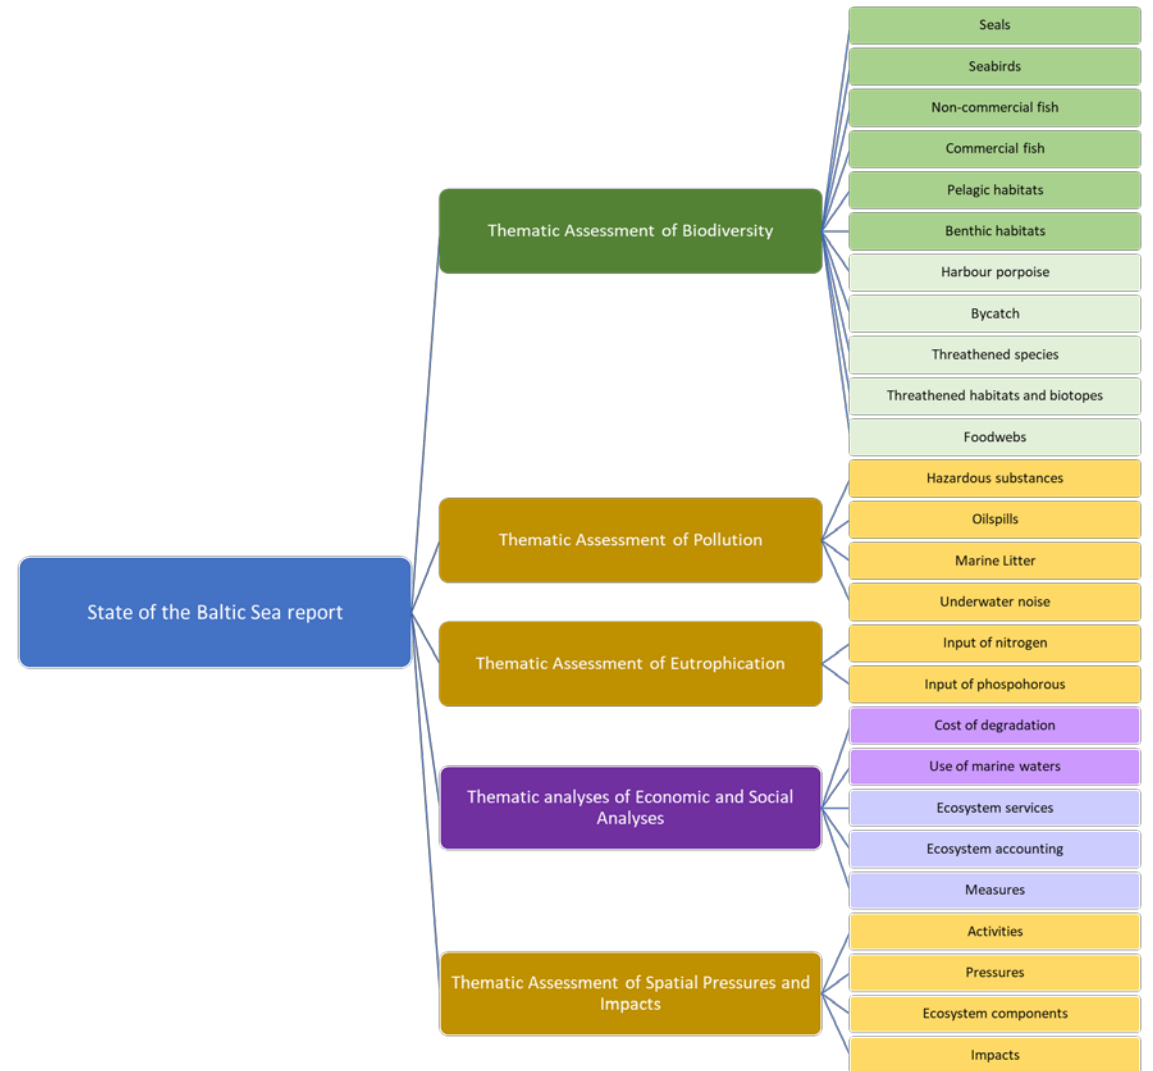 State of the Baltic Sea report
Thematic Assessment of Biodiversity
Seals
Seabirds
Non-commercial fish
Commercial fish
Pelagic habitats
Benthic habitats
Harbour porpoise
Bycatch
Threathened species
Threathened habitats and biotopes
Foodwebs
Thematic Assessment of Pollution
Hazardous substances
Oilspills
Marine Litter
Underwater noise
Thematic Assessment of Eutrophication
Input of nitrogen
Input of phospohorous
Thematic analyses of Economic and Social
Analyses
Cost of degradation
Use of marine waters
Ecosystem services
Ecosystem accounting
Measures
Thematic Assessment of Spatial Pressures and
Impacts
Activities
Pressures
Ecosystem components
Impacts